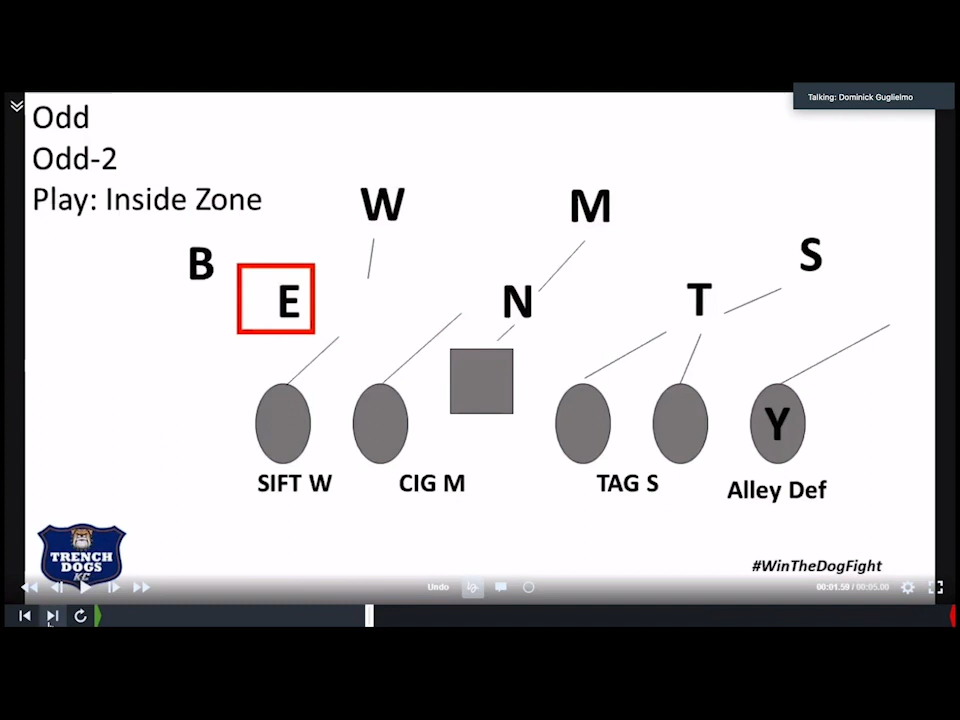 Talking: Dominick Guglielmo
Odd
Odd-2
Play: Inside Zone
W
M
B
S
E
N
T
Y
SIFT W
CIG M
TAG S
Alley Def
TRENCH
DOGS
KC
#WinTheDogFight
Undo
00:01.59 / 00:05.00